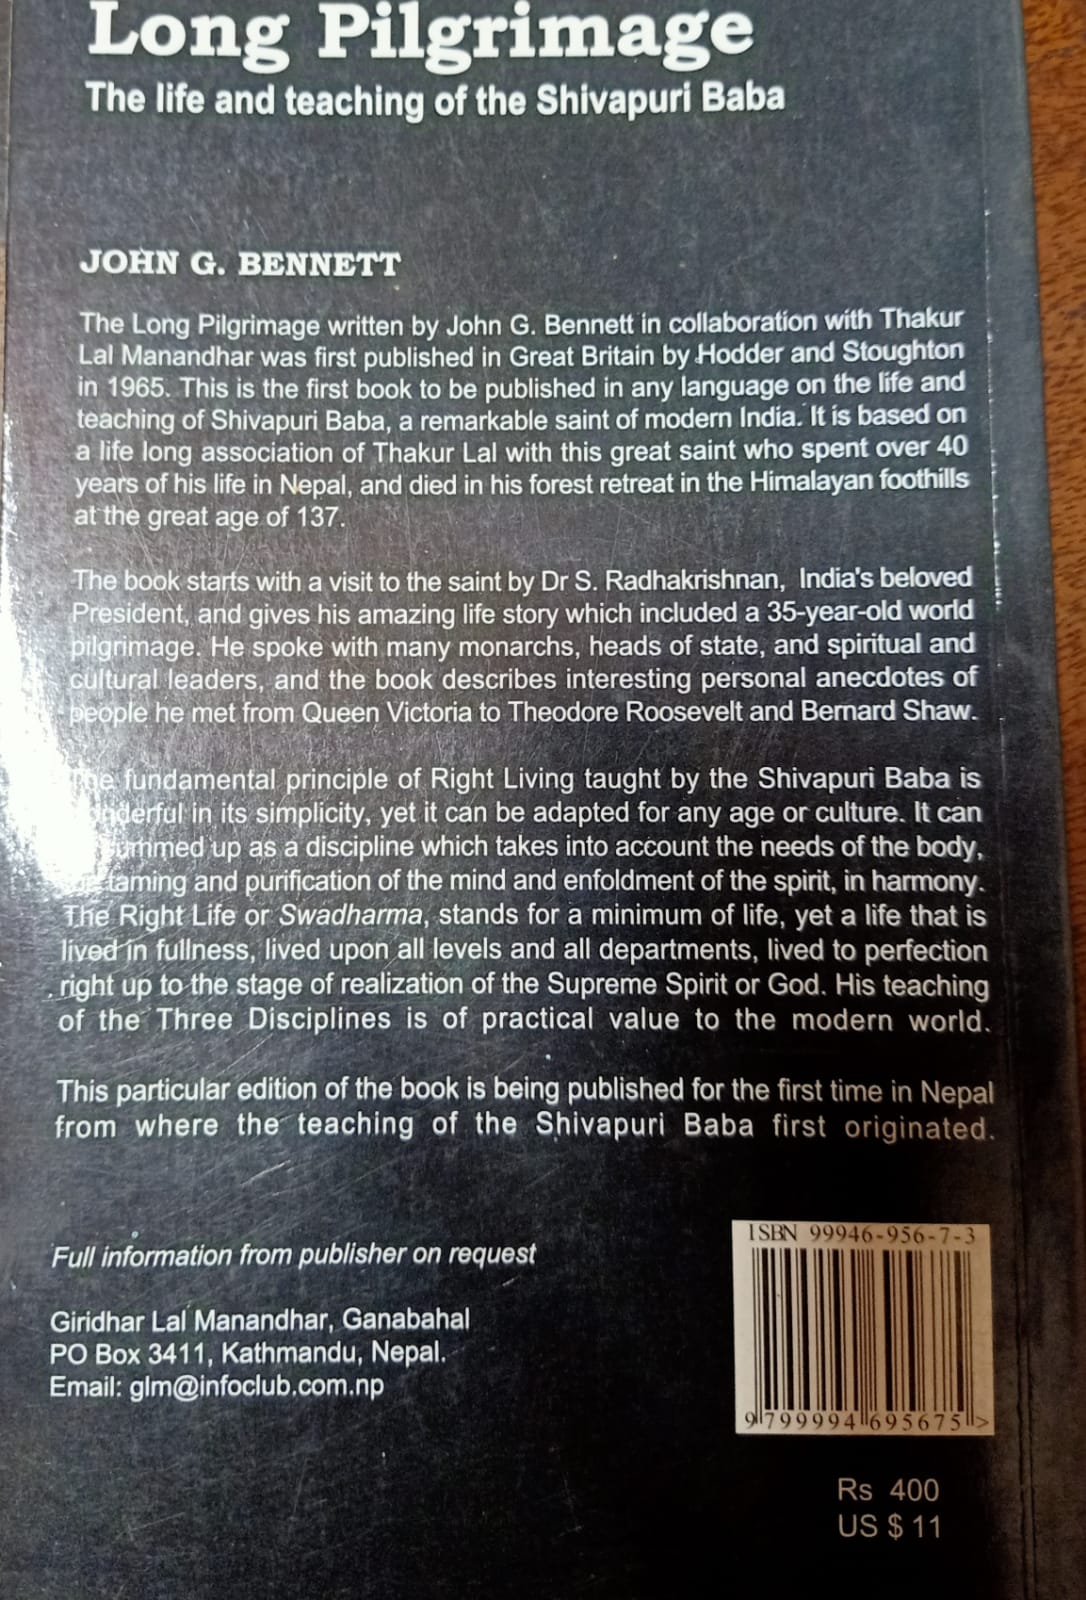 Long Pilgrimage
The life and teaching of the Shivapuri Baba
JOHN G. BENNETT
The Long Pilgrimage written by John G. Bennett in collaboration with Thakur
Lal Manandhar was first published in Great Britain by Hodder and Stoughton
in 1965. This is the first book to be published in any language on the life and
teaching of Shivapuri Baba, a remarkable saint of modern India. It is based on
a life long association of Thakur Lal with this great saint who spent over 40
years of his life in Nepal, and died in his forest retreat in the Himalayan foothills
at the great age of 137.
The book starts with a visit to the saint by Dr S. Radhakrishnan, India's beloved
President, and gives his amazing life story which included a 35-year-old world
pilgrimage. He spoke with many monarchs, heads of state, and spiritual and
cultural leaders, and the book describes interesting personal anecdotes of
people he met from Queen Victoria to Theodore Roosevelt and Bernard Shaw.
The fundamental principle of Right Living taught by the Shivapuri Baba is
wonderful in its simplicity, yet it can be adapted for any age or culture. It can
summed up as a discipline which takes into account the needs of the body,
taming and purification of the mind and enfoldment of the spirit, in harmony.
The Right Life or Swadharma, stands for a minimum of life, yet a life that is
lived in fullness, lived upon all levels and all departments, lived to perfection
right up to the stage of realization of the Supreme Spirit or God. His teaching
of the Three Disciplines is of practical value to the modern world.
This particular edition of the book is being published for the first time in Nepal
from where the teaching of the Shivapuri Baba first originated.
Full information from publisher on request
Giridhar Lal Manandhar, Ganabahal
PO Box 3411, Kathmandu, Nepal.
Email: glm@infoclub.com.np
ISBN 99946-956-7-3
9799994695675>
Rs 400
US $ 11